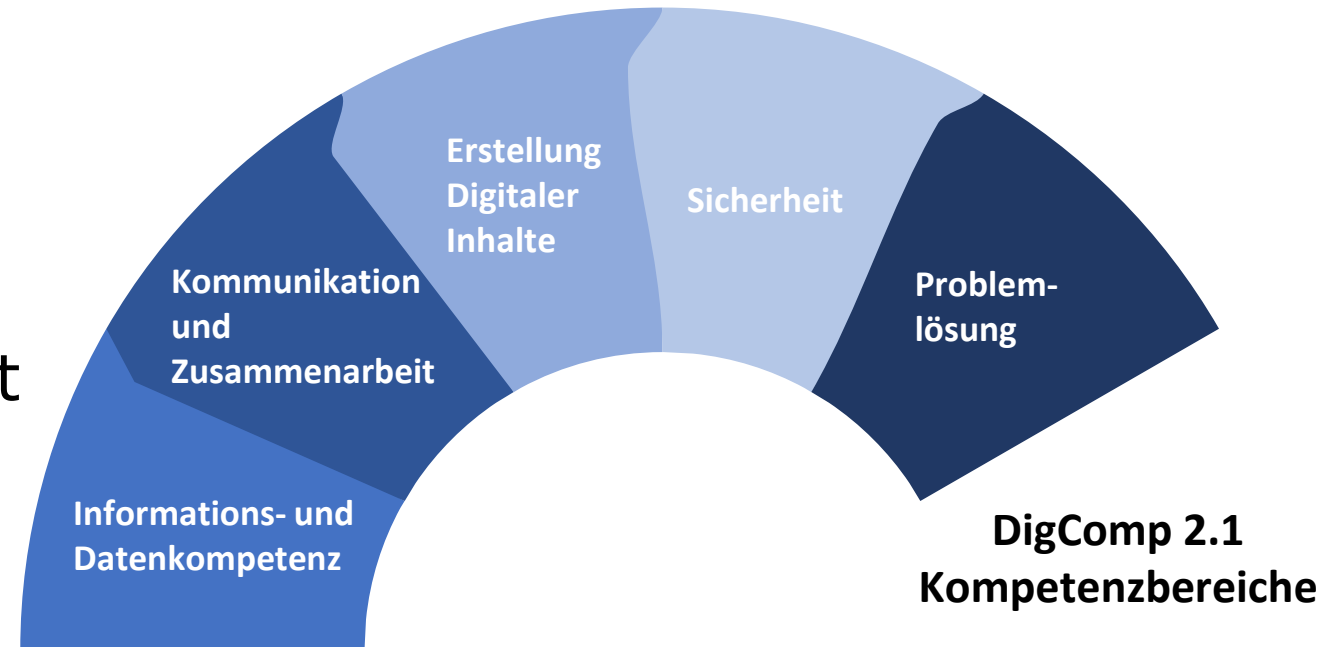 Erstellung
Digitaler
Inhalte
Sicherheit
Kommunikation
und
Zusammenarbeit
Problem-
lösung
t
Informations- und
Datenkompetenz
DigComp 2.1
Kompetenzbereiche